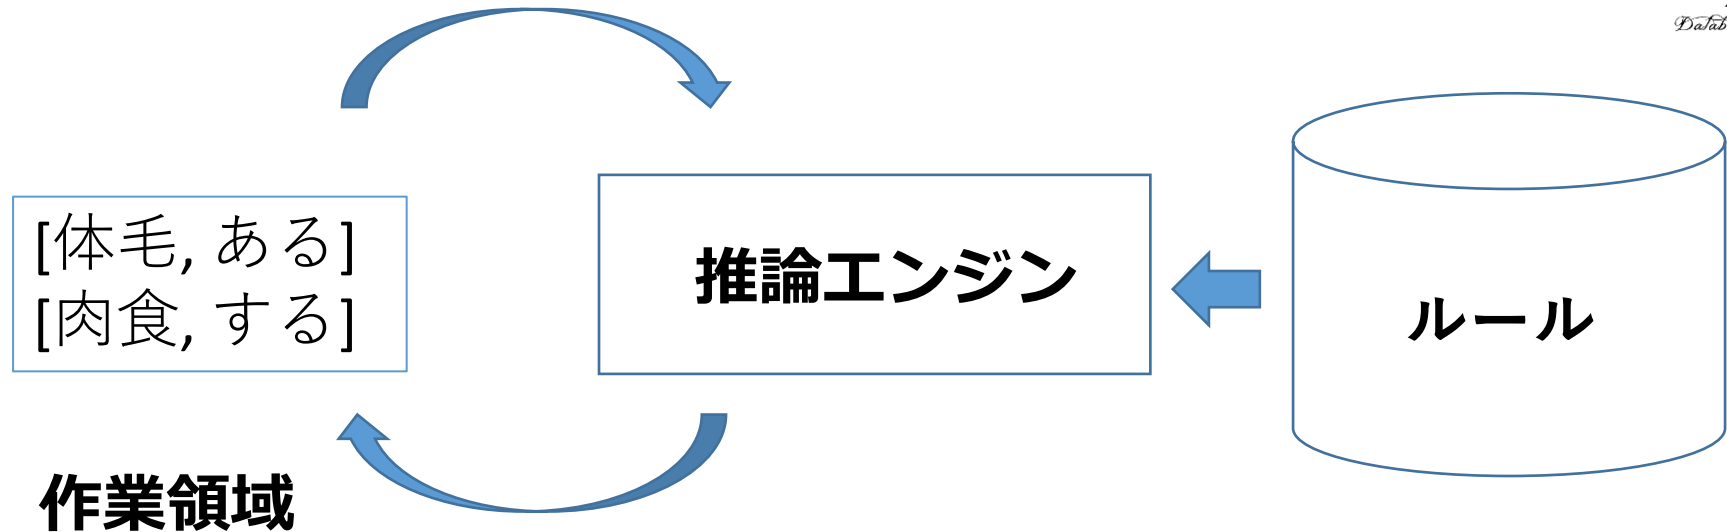 [体毛, ある]
[肉食, する]
作業領域
推論エンジン
ルール